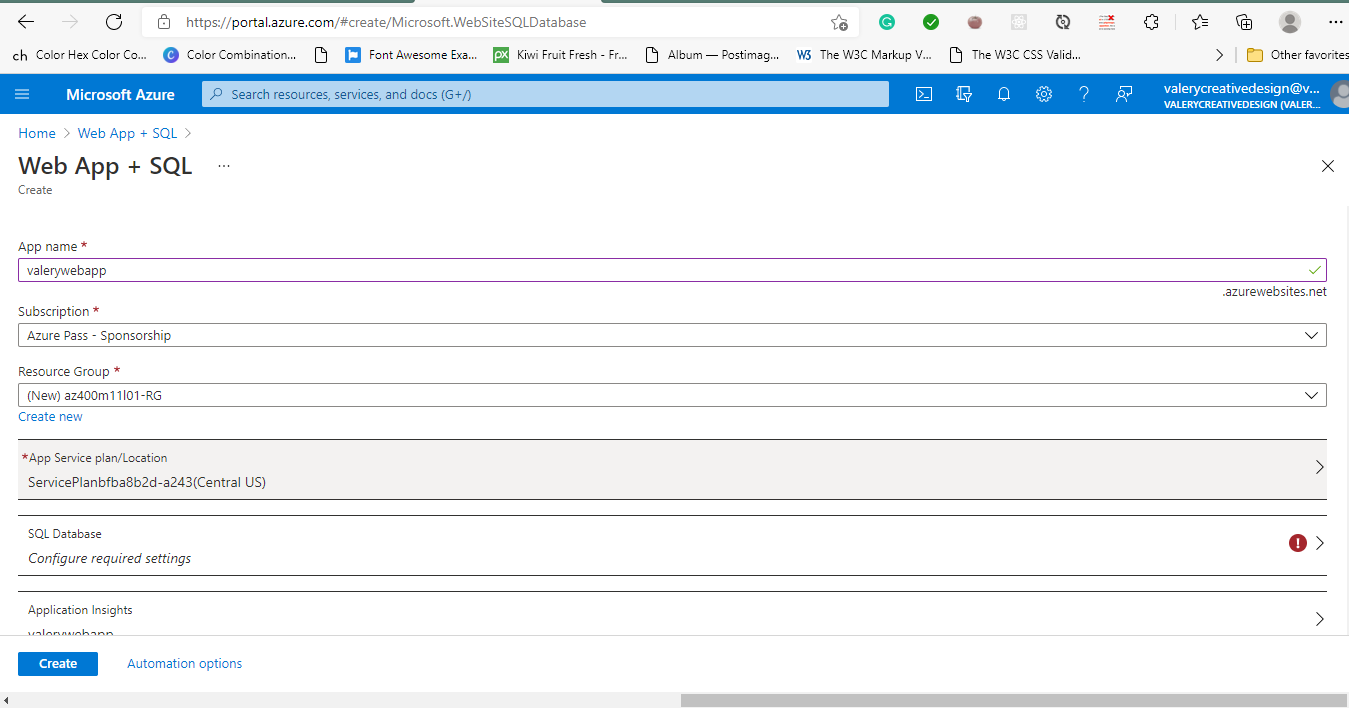 https://portal.azure.com/#create/Microsoft.WebSiteSQLDatabase
ch Color Hex Color Co... C Color Combination... Font Awesome Exa... px Kiwi Fruit Fresh - Fr... Album — Postimag... W3 The W3C Markup V... The W3C CSS Valid... Other favorites
Microsoft Azure Search resources, services, and docs (G+/) valerycreativedesign@v...
VALERYCREATIVEDESIGN (VALER...
Home > Web App + SQL >
Web App + SQL ...
Create
App name *
valerywebapp
.azurewebsites.net
Subscription *
Azure Pass - Sponsorship
Resource Group *
(New) az400m11l01-RG
Create new
*App Service plan/Location
ServicePlanbfba8b2d-a243(Central US)
SQL Database
Configure required settings
Application Insights
valerywebapp
Create Automation options